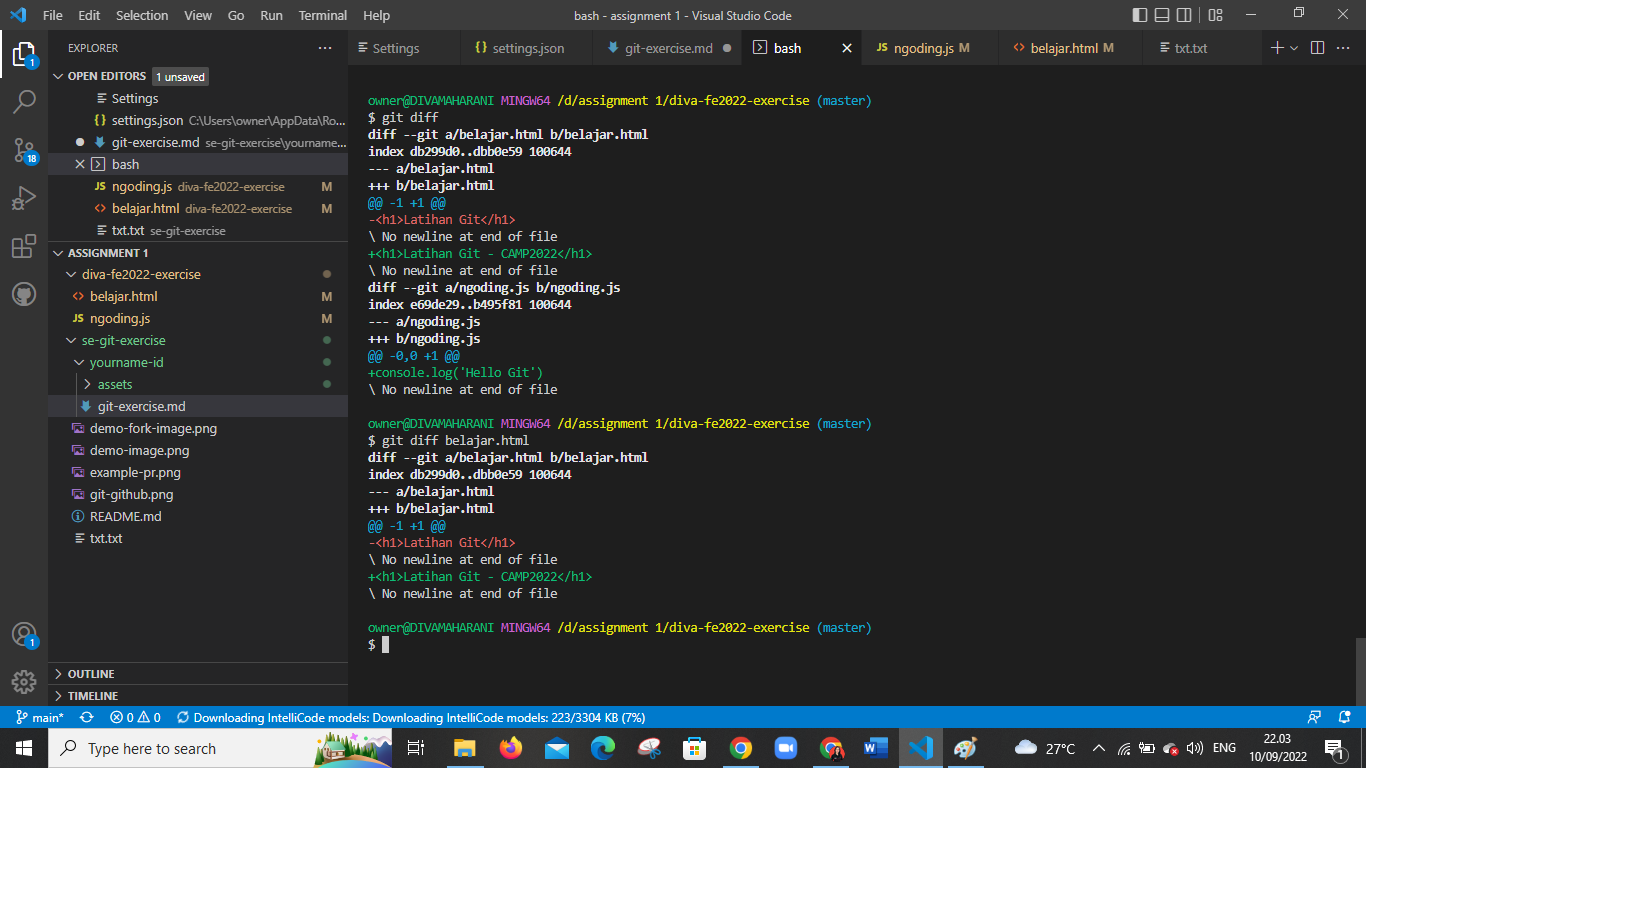 File Edit Selection View Go Run Terminal Help bash - assignment 1 - Visual Studio Code
EXPLORER ···
Settings settings.json git-exercise.md bash ngoding.js M belajar.html M txt.txt
OPEN EDITORS 1 unsaved
Settings
settings.json C:\Users\owner\AppData\Ro...
git-exercise.md se-git-exercise\yourname...
bash
JS ngoding.js diva-fe2022-exercise M
belajar.html diva-fe2022-exercise M
txt.txt se-git-exercise
ASSIGNMENT 1
diva-fe2022-exercise
belajar.html M
JS ngoding.js M
se-git-exercise
yourname-id
assets
git-exercise.md
demo-fork-image.png
demo-image.png
example-pr.png
git-github.png
README.md
txt.txt
OUTLINE
TIMELINE
1
18
1
owner@DIVAMAHARANI MINGW64 /d/assignment 1/diva-fe2022-exercise (master)
$ git diff
diff --git a/belajar.html b/belajar.html
index db299d0..dbb0e59 100644
--- a/belajar.html
+++ b/belajar.html
@@ -1 +1 @@
-<h1>Latihan Git</h1>
\ No newline at end of file
+<h1>Latihan Git - CAMP2022</h1>
\ No newline at end of file
diff --git a/ngoding.js b/ngoding.js
index e69de29..b495f81 100644
--- a/ngoding.js
+++ b/ngoding.js
@@ -0,0 +1 @@
+console.log('Hello Git')
\ No newline at end of file
owner@DIVAMAHARANI MINGW64 /d/assignment 1/diva-fe2022-exercise (master)
$ git diff belajar.html
diff --git a/belajar.html b/belajar.html
index db299d0..dbb0e59 100644
--- a/belajar.html
+++ b/belajar.html
@@ -1 +1 @@
-<h1>Latihan Git</h1>
\ No newline at end of file
+<h1>Latihan Git - CAMP2022</h1>
\ No newline at end of file
owner@DIVAMAHARANI MINGW64 /d/assignment 1/diva-fe2022-exercise (master)
$
main* 0 0 Downloading IntelliCode models: Downloading IntelliCode models: 223/3304 KB (7%)
Type here to search 27°C ENG 22.03
10/09/2022 1